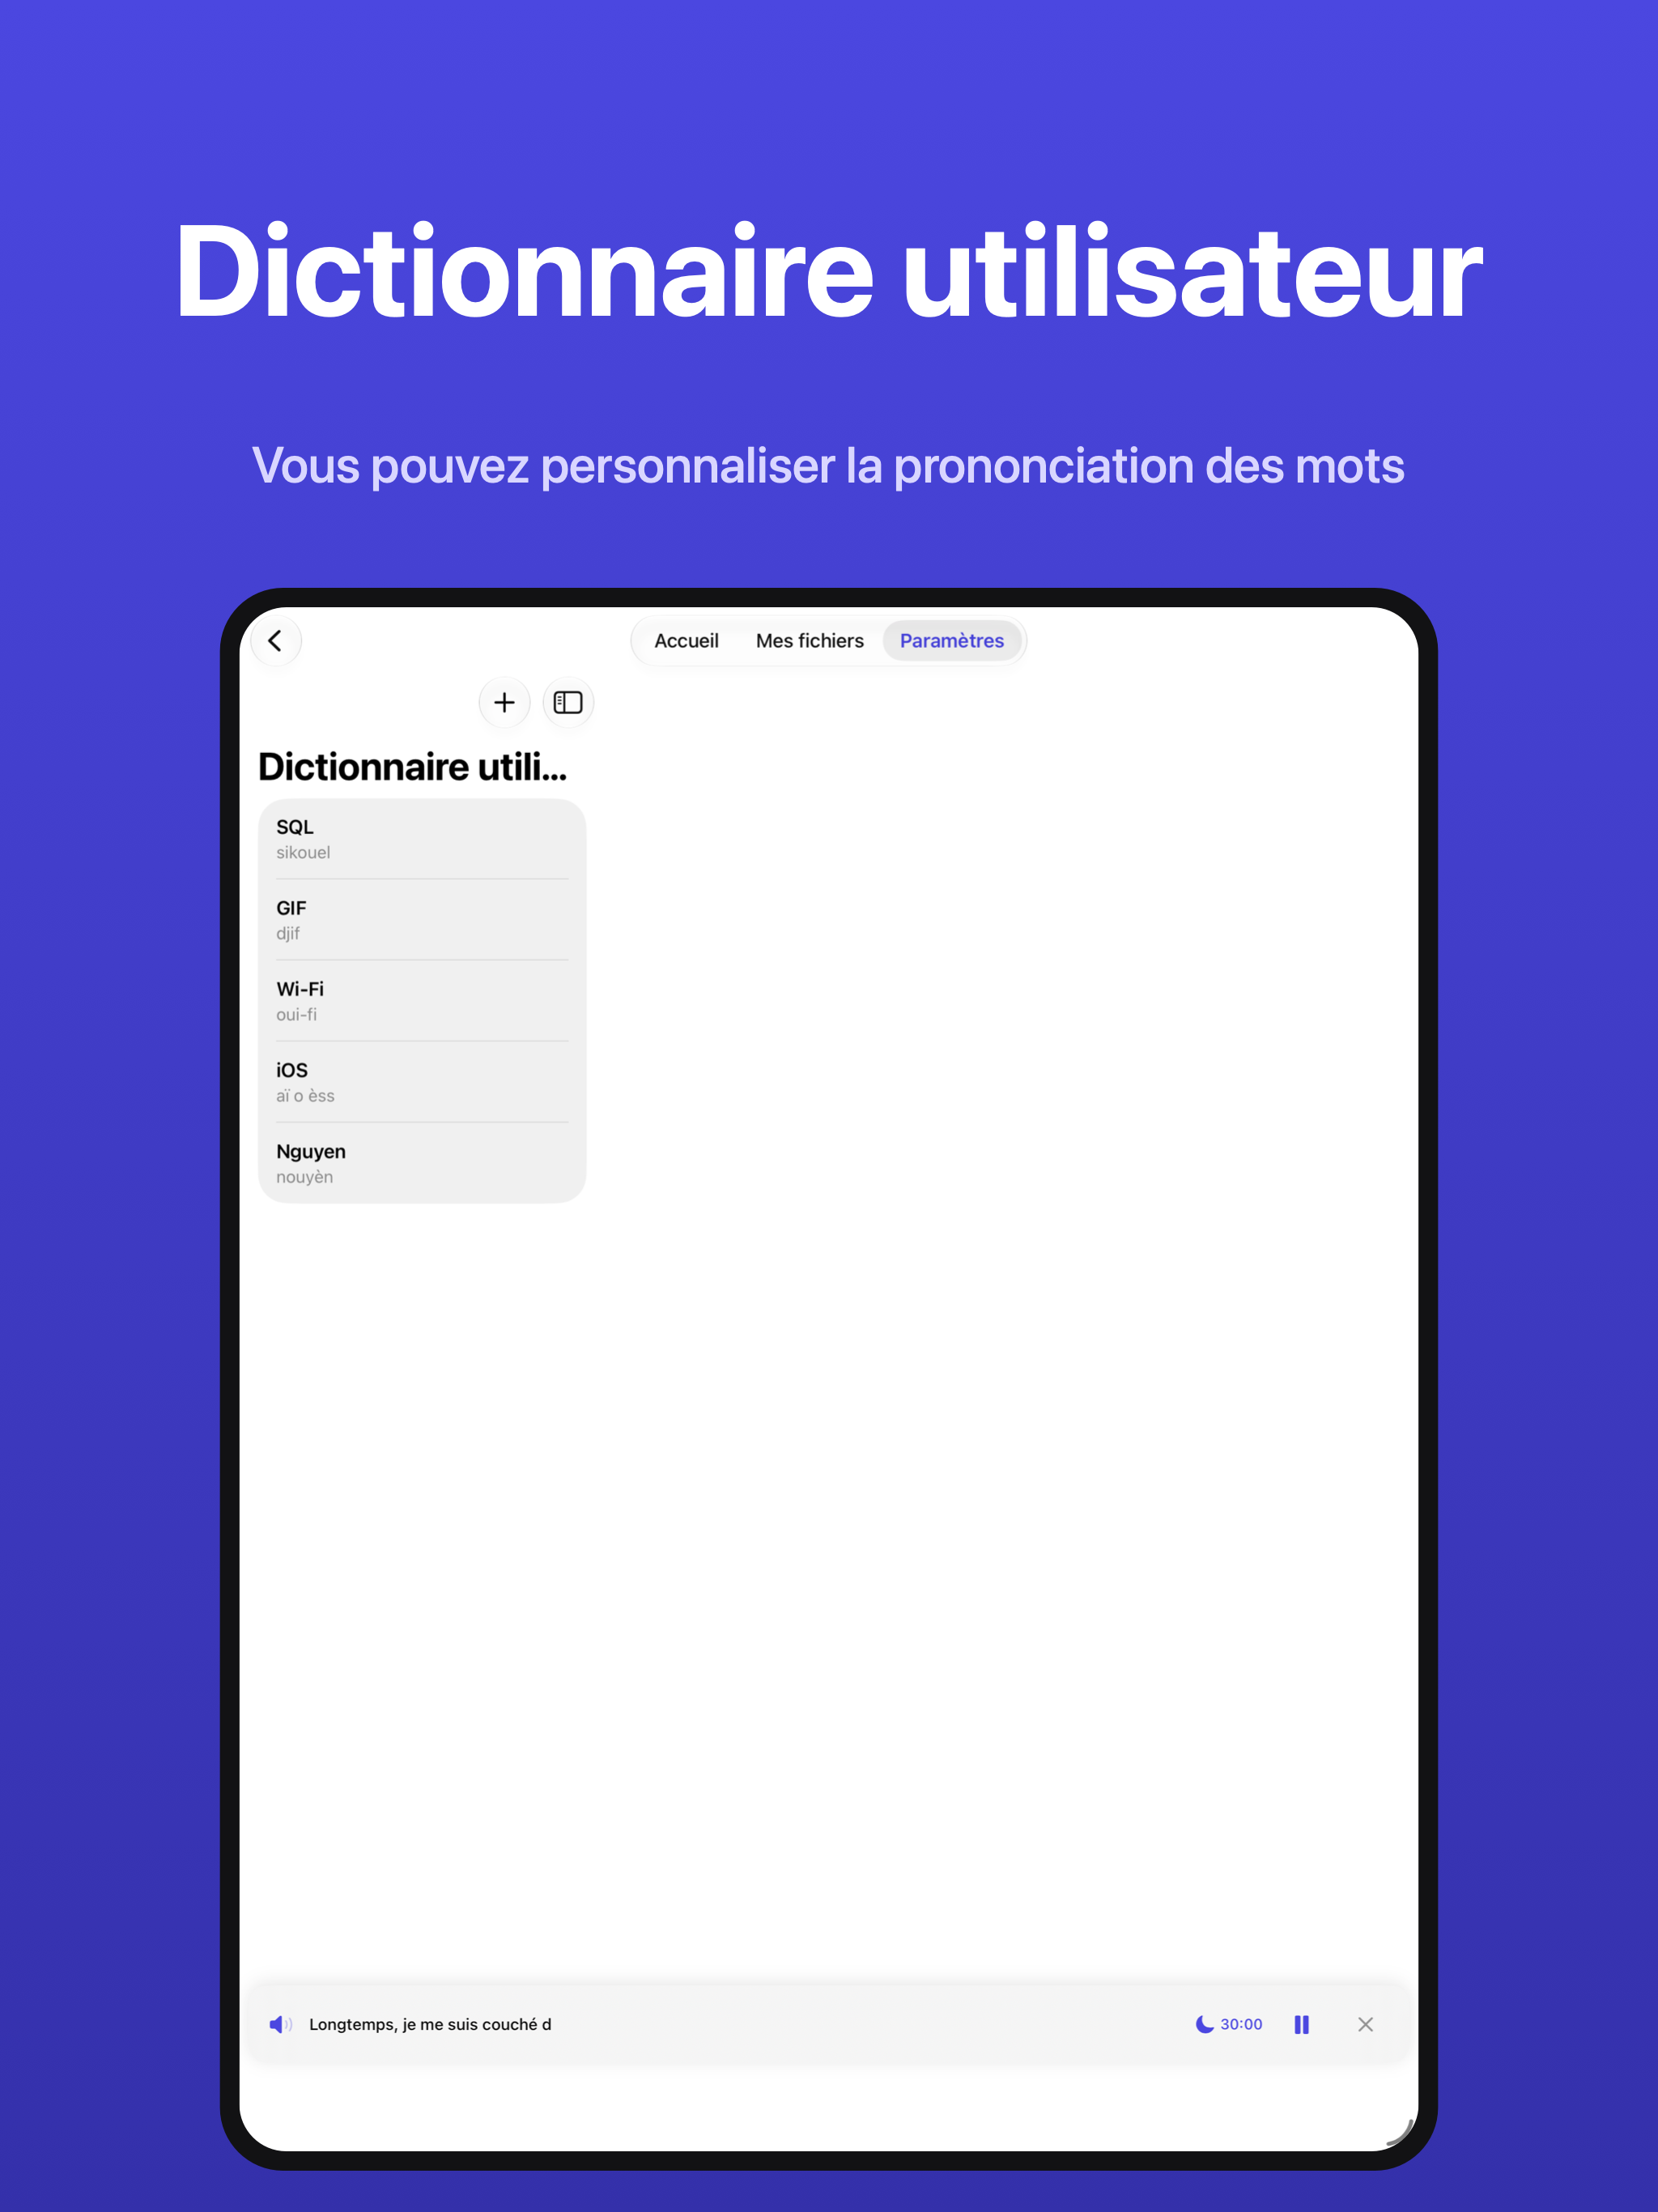 Dictionnaire utilisateur
Vous pouvez personnaliser la prononciation des mots
Accueil Mes fichiers Paramètres
Dictionnaire utili...
SQL
sikouel
GIF
djif
Wi-Fi
oui-fi
iOS
aï o èss
Nguyen
nouyèn
Longtemps, je me suis couché d 30:00